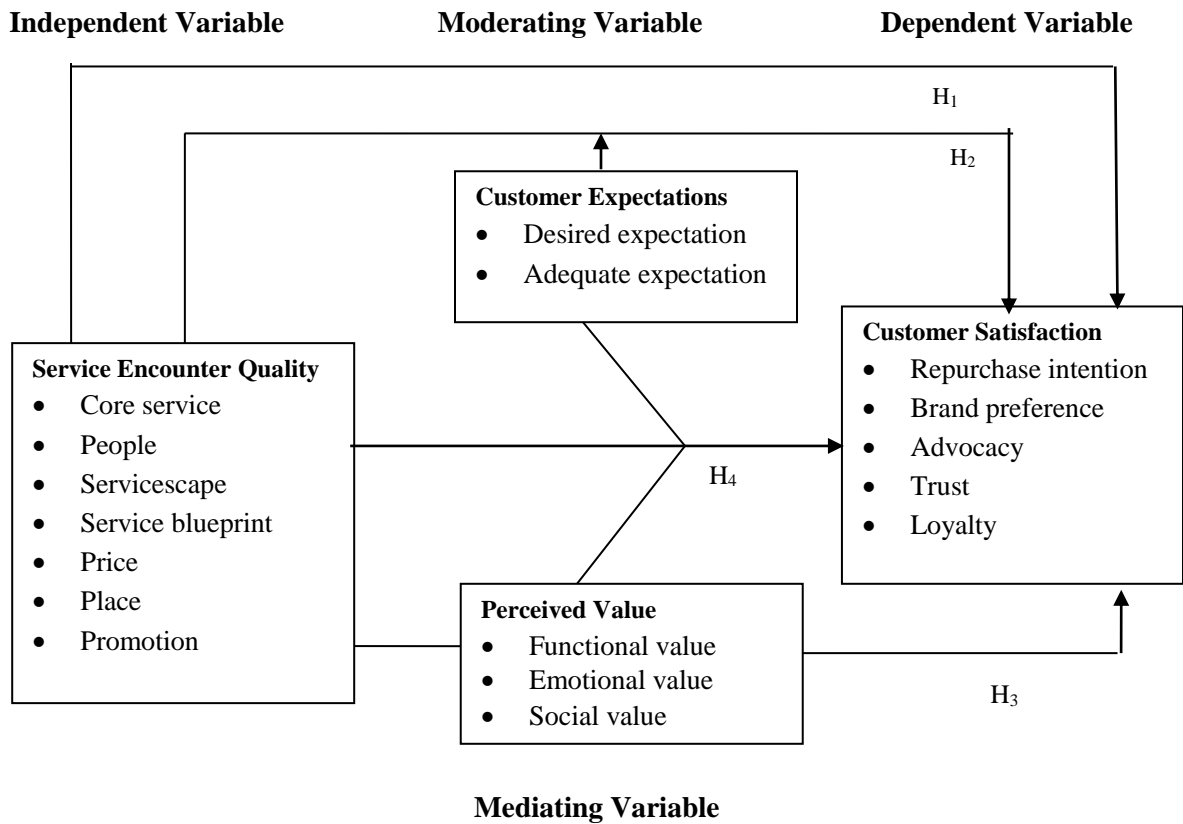 Independent Variable
Moderating Variable
Dependent Variable
H1
H2
Customer Expectations
• Desired expectation
• Adequate expectation
Service Encounter Quality
• Core service
• People
• Servicescape
• Service blueprint
• Price
• Place
• Promotion
Customer Satisfaction
• Repurchase intention
• Brand preference
• Advocacy
• Trust
• Loyalty
H4
Perceived Value
• Functional value
• Emotional value
• Social value
H3
Mediating Variable